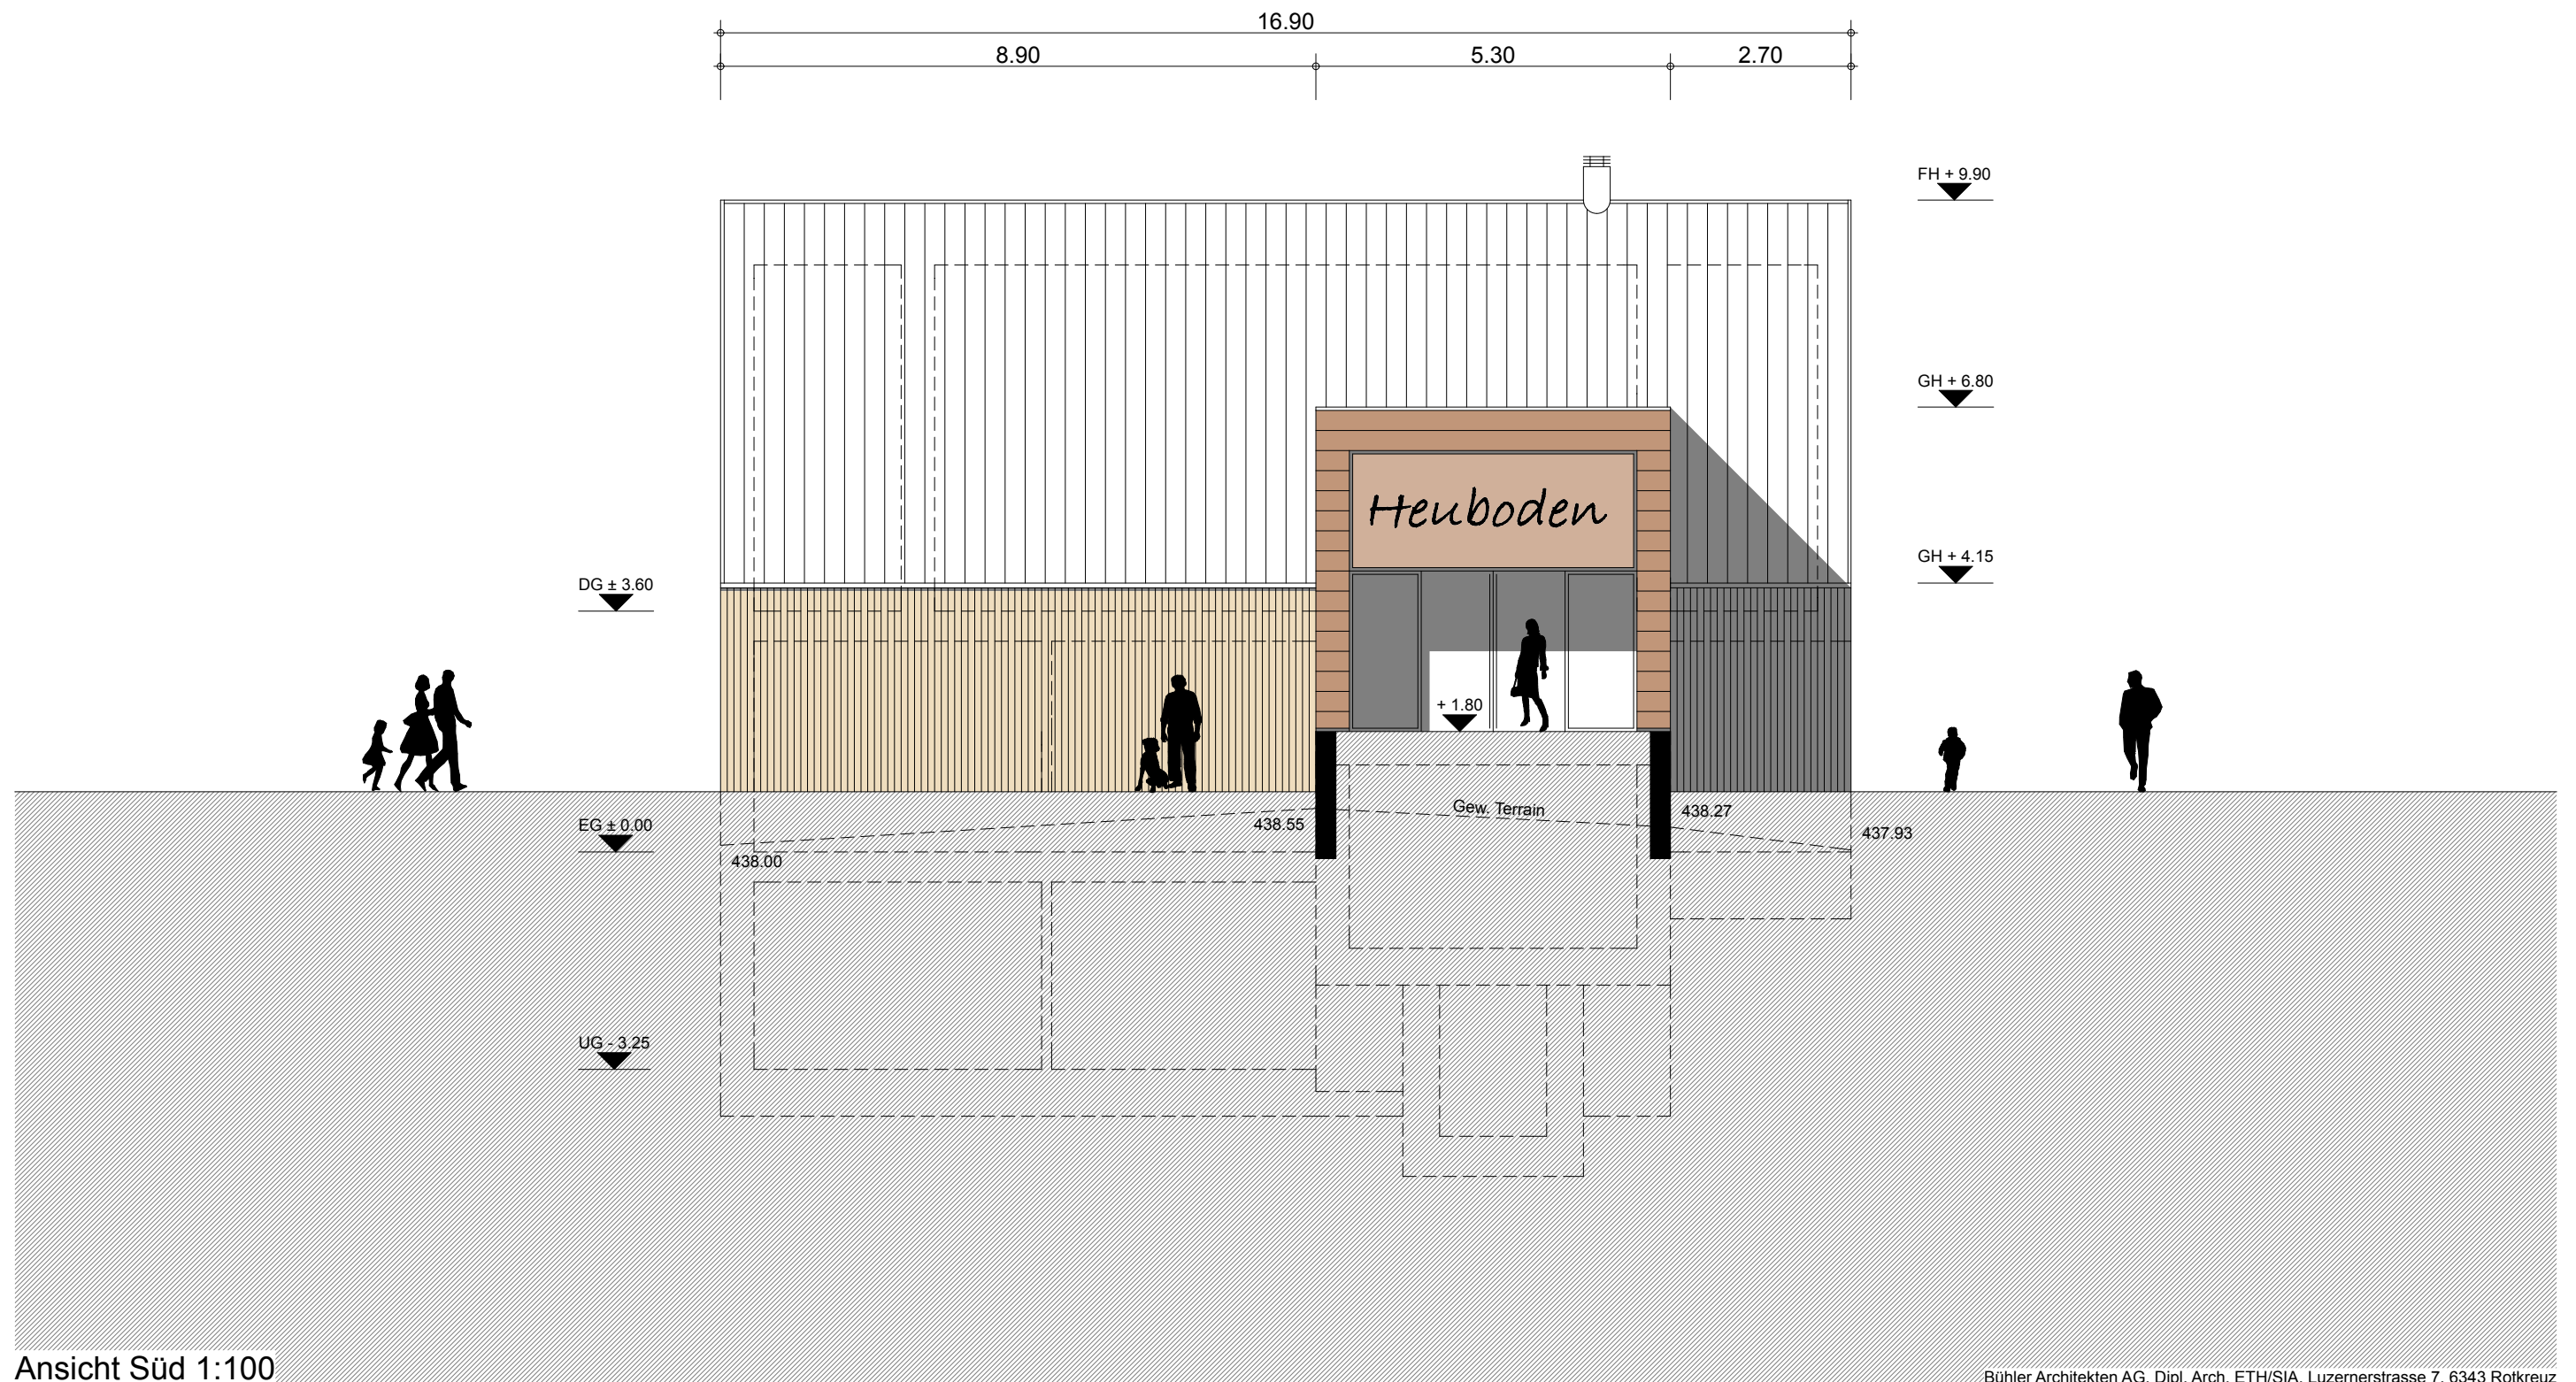 16.90
8.90
5.30
2.70
FH + 9.90
GH + 6.80
Heuboden
GH + 4.15
DG ± 3.60
+ 1.80
Gew. Terrain
438.27
EG ± 0.00
438.55
437.93
438.00
UG - 3.25
Ansicht Süd 1:100
Bühler Architekten AG, Dipl. Arch. ETH/SIA, Luzernerstrasse 7, 6343 Rotkreuz